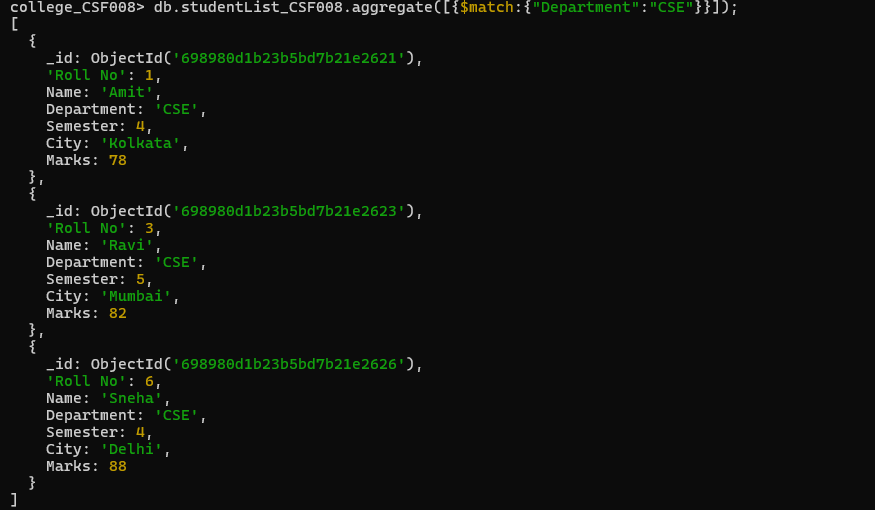 college_CSF008> db.studentList_CSF008.aggregate([{$match:{"Department":"CSE"}}]);
[
  {
    _id: ObjectId('698980d1b23b5bd7b21e2621'),
    'Roll No': 1,
    Name: 'Amit',
    Department: 'CSE',
    Semester: 4,
    City: 'Kolkata',
    Marks: 78
  },
  {
    _id: ObjectId('698980d1b23b5bd7b21e2623'),
    'Roll No': 3,
    Name: 'Ravi',
    Department: 'CSE',
    Semester: 5,
    City: 'Mumbai',
    Marks: 82
  },
  {
    _id: ObjectId('698980d1b23b5bd7b21e2626'),
    'Roll No': 6,
    Name: 'Sneha',
    Department: 'CSE',
    Semester: 4,
    City: 'Delhi',
    Marks: 88
  }
]